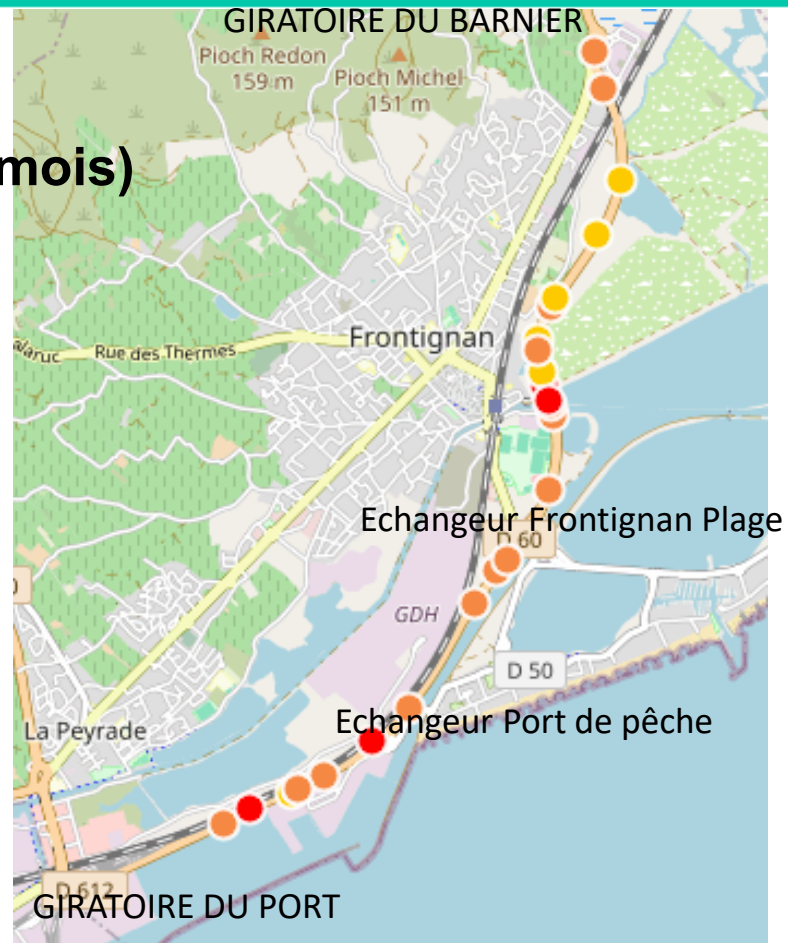 GIRATOIRE DU BARNIER
Pioch Redon
159 m
Pioch Michel
151 m
mois)
Frontignan
alaruc
Rue des Thermes
Echangeur Frontignan Plage
D 60
GDH
D 50
Echangeur Port de pêche
La Peyrade
D 612
GIRATOIRE DU PORT